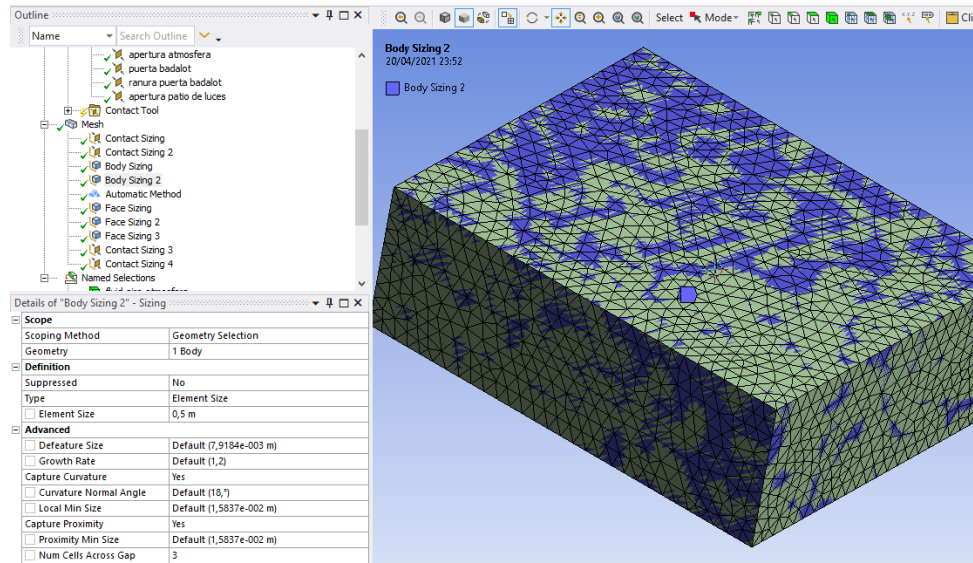 Outline
Name
Search Outline
Select
Mode
X Y Z
Cli
apertura atmosfera
puerta badalot
ranura puerta badalot
apertura patio de luces
Contact Tool
Mesh
Contact Sizing
Contact Sizing 2
Body Sizing
Body Sizing 2
Automatic Method
Face Sizing
Face Sizing 2
Face Sizing 3
Contact Sizing 3
Contact Sizing 4
Named Selections
Details of "Body Sizing 2" - Sizing
Scope
Scoping Method Geometry Selection
Geometry 1 Body
Definition
Suppressed No
Type Element Size
Element Size 0,5 m
Advanced
Defeature Size Default (7,9184e-003 m)
Growth Rate Default (1,2)
Capture Curvature Yes
Curvature Normal Angle Default (18,°)
Local Min Size Default (1,5837e-002 m)
Capture Proximity Yes
Proximity Min Size Default (1,5837e-002 m)
Num Cells Across Gap 3
Body Sizing 2
20/04/2021 23:52
Body Sizing 2